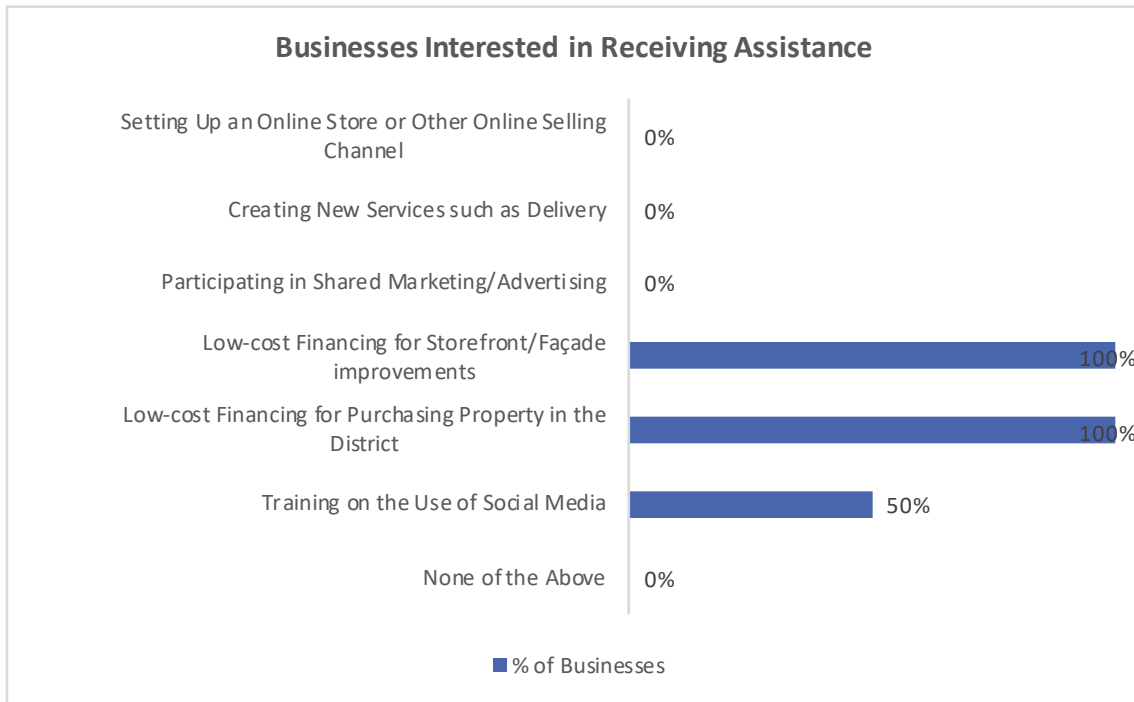 Businesses Interested in Receiving Assistance
Setting Up an Online Store or Other Online Selling
Channel
0%
Creating New Services such as Delivery
0%
Participating in Shared Marketing/Advertising
0%
Low-cost Financing for Storefront/Façade
improvements
100%
Low-cost Financing for Purchasing Property in the
District
100%
Training on the Use of Social Media
50%
None of the Above
0%
% of Businesses